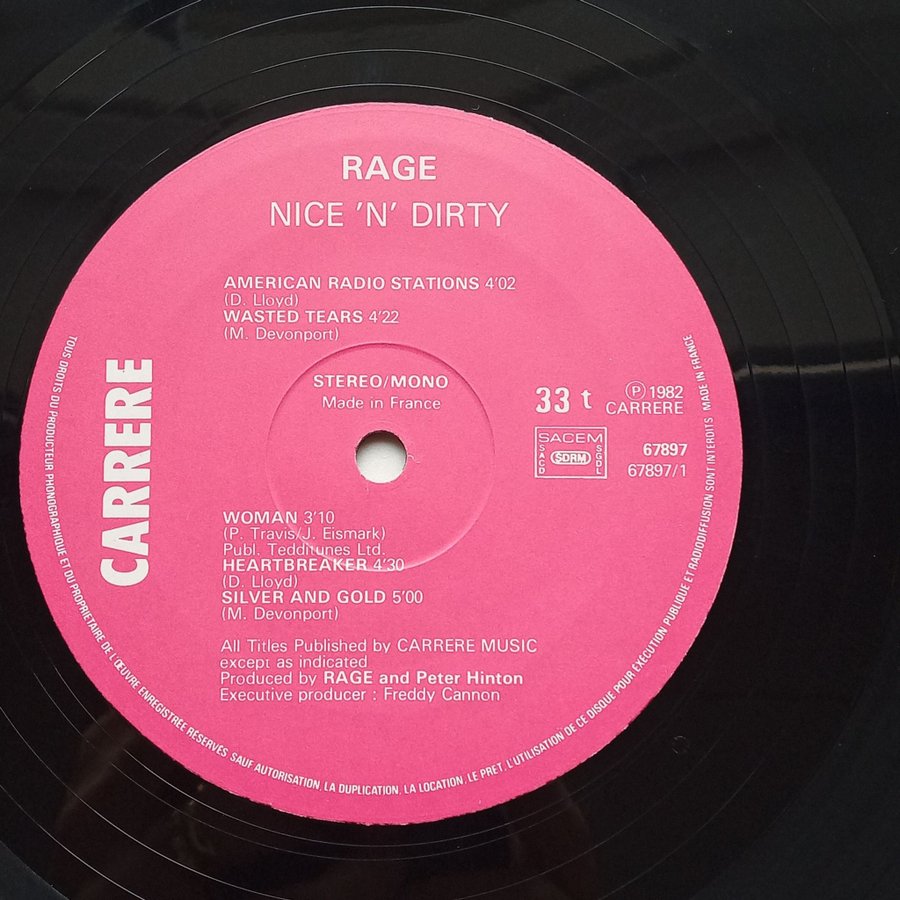 RAGE
NICE 'N' DIRTY
AMERICAN RADIO STATIONS 4'02
(D. Lloyd)
WASTED TEARS 4'22
(M. Devonport)
STEREO/MONO
Made in France
33 t
℗ 1982
CARRERE
SACEM
SACD
SDRM
SGDL
67897
67897/1
CARRERE
WOMAN 3'10
(P. Travis/J. Eismark)
Publ. Tedditunes Ltd.
HEARTBREAKER 4'30
(D. Lloyd)
SILVER AND GOLD 5'00
(M. Devonport)
All Titles Published by CARRERE MUSIC
except as indicated
Produced by RAGE and Peter Hinton
Executive producer : Freddy Cannon
TOUS DROITS DU PRODUCTEUR PHONOGRAPHIQUE ET DU PROPRIETAIRE DE L'ŒUVRE ENREGISTREE RESERVES. SAUF AUTORISATION, LA DUPLICATION, LA LOCATION, LE PRET, L'UTILISATION DE CE DISQUE POUR EXECUTION PUBLIQUE ET RADIODIFFUSION SONT INTERDITS MADE IN FRANCE